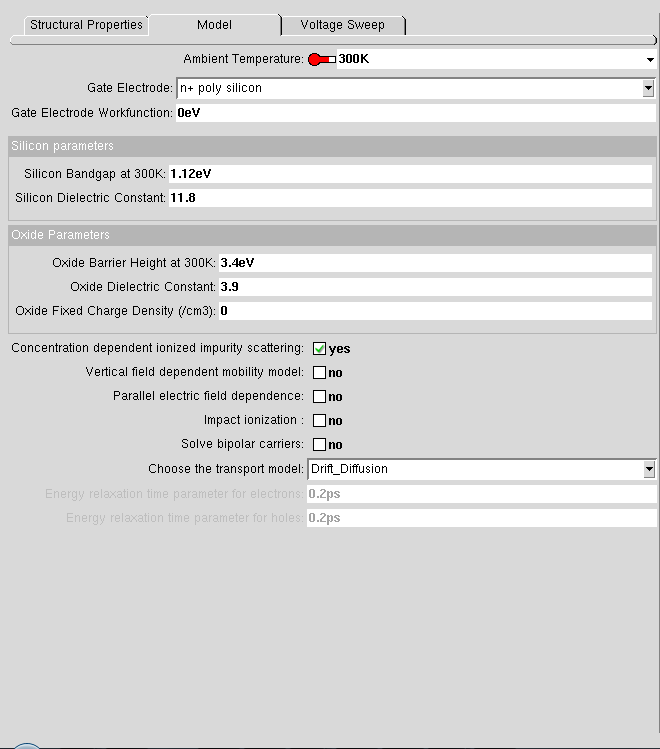 Structural Properties Model Voltage Sweep
Ambient Temperature: 300K
Gate Electrode: n+ poly silicon
Gate Electrode Workfunction: 0eV
Silicon parameters
Silicon Bandgap at 300K: 1.12eV
Silicon Dielectric Constant: 11.8
Oxide Parameters
Oxide Barrier Height at 300K: 3.4eV
Oxide Dielectric Constant: 3.9
Oxide Fixed Charge Density (/cm3): 0
Concentration dependent ionized impurity scattering: yes
Vertical field dependent mobility model: no
Parallel electric field dependence: no
Impact ionization : no
Solve bipolar carriers: no
Choose the transport model: Drift_Diffusion
Energy relaxation time parameter for electrons: 0.2ps
Energy relaxation time parameter for holes: 0.2ps